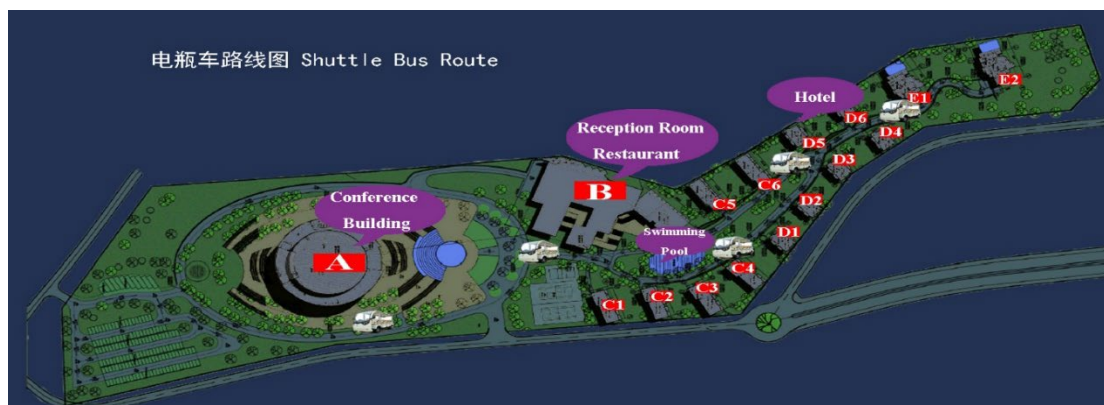 电瓶车路线图 Shuttle Bus Route
Hotel
E2
E1
D6
D4
D5
D3
Reception Room
Restaurant
B
C6
D2
C5
Conference
Building
A
Swimming
Pool
D1
C4
C3
C2
C1